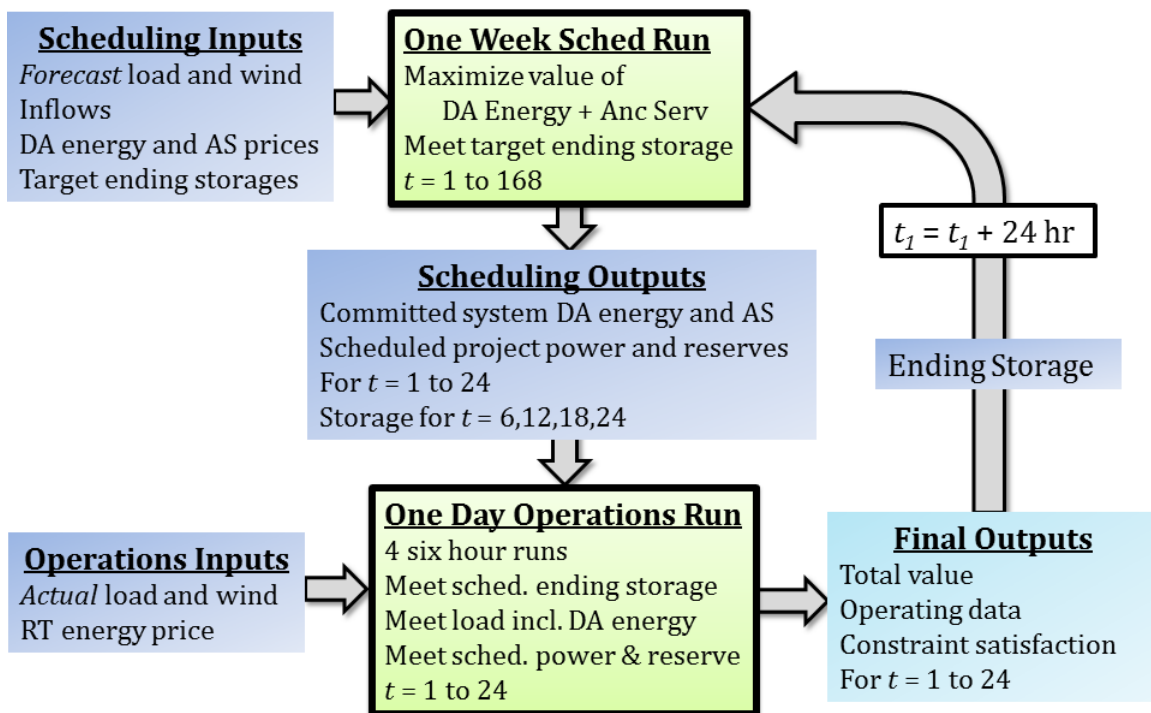 Scheduling Inputs
Forecast load and wind
Inflows
DA energy and AS prices
Target ending storages
One Week Sched Run
Maximize value of
DA Energy + Anc Serv
Meet target ending storage
t = 1 to 168
t1 = t1 + 24 hr
Scheduling Outputs
Committed system DA energy and AS
Scheduled project power and reserves
For t = 1 to 24
Storage for t = 6,12,18,24
Ending Storage
Operations Inputs
Actual load and wind
RT energy price
One Day Operations Run
4 six hour runs
Meet sched. ending storage
Meet load incl. DA energy
Meet sched. power & reserve
t = 1 to 24
Final Outputs
Total value
Operating data
Constraint satisfaction
For t = 1 to 24